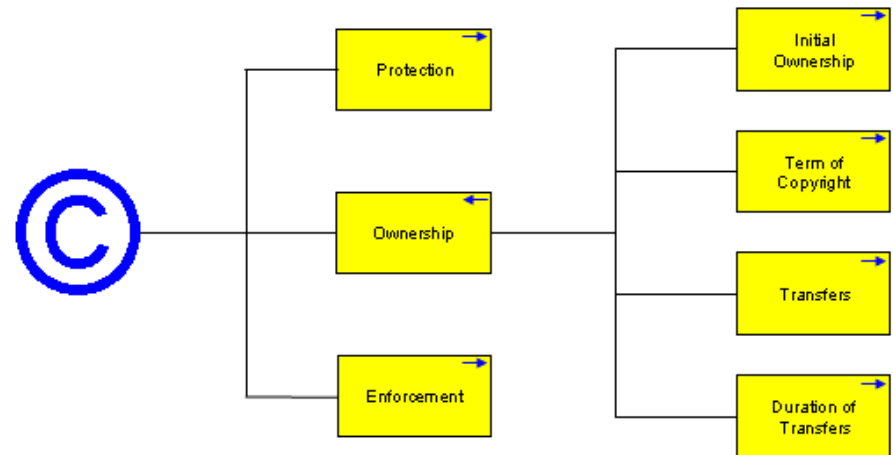 ©
Protection
Ownership
Enforcement
Initial
Ownership
Term of
Copyright
Transfers
Duration of
Transfers